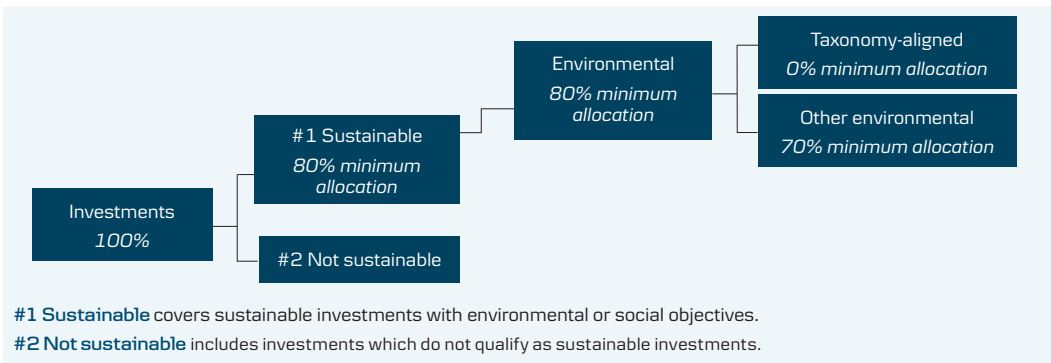 Taxonomy-aligned
0% minimum allocation
Environmental
80% minimum
allocation
Other environmental
70% minimum allocation
#1 Sustainable
80% minimum
allocation
Investments
100%
#2 Not sustainable
#1 Sustainable covers sustainable investments with environmental or social objectives.
#2 Not sustainable includes investments which do not qualify as sustainable investments.